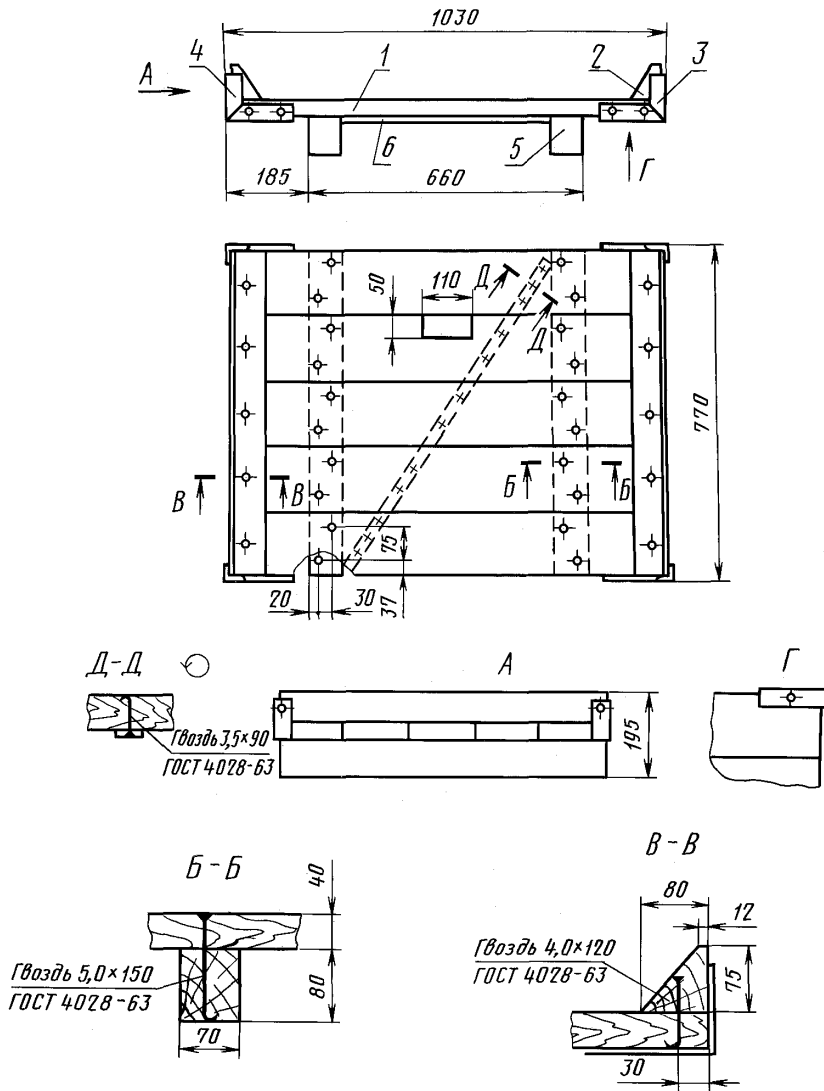 1030
4
1
2
3
А
6
5
Г
185
660
50
110
Д
Д
770
В
В
Б
Б
75
20
30
37
Д-Д
А
Г
Гвоздь 3,5×90
ГОСТ 4028-63
195
Б-Б
В-В
40
80
12
Гвоздь 5,0×150
ГОСТ 4028-63
80
Гвоздь 4,0×120
ГОСТ 4028-63
75
70
30